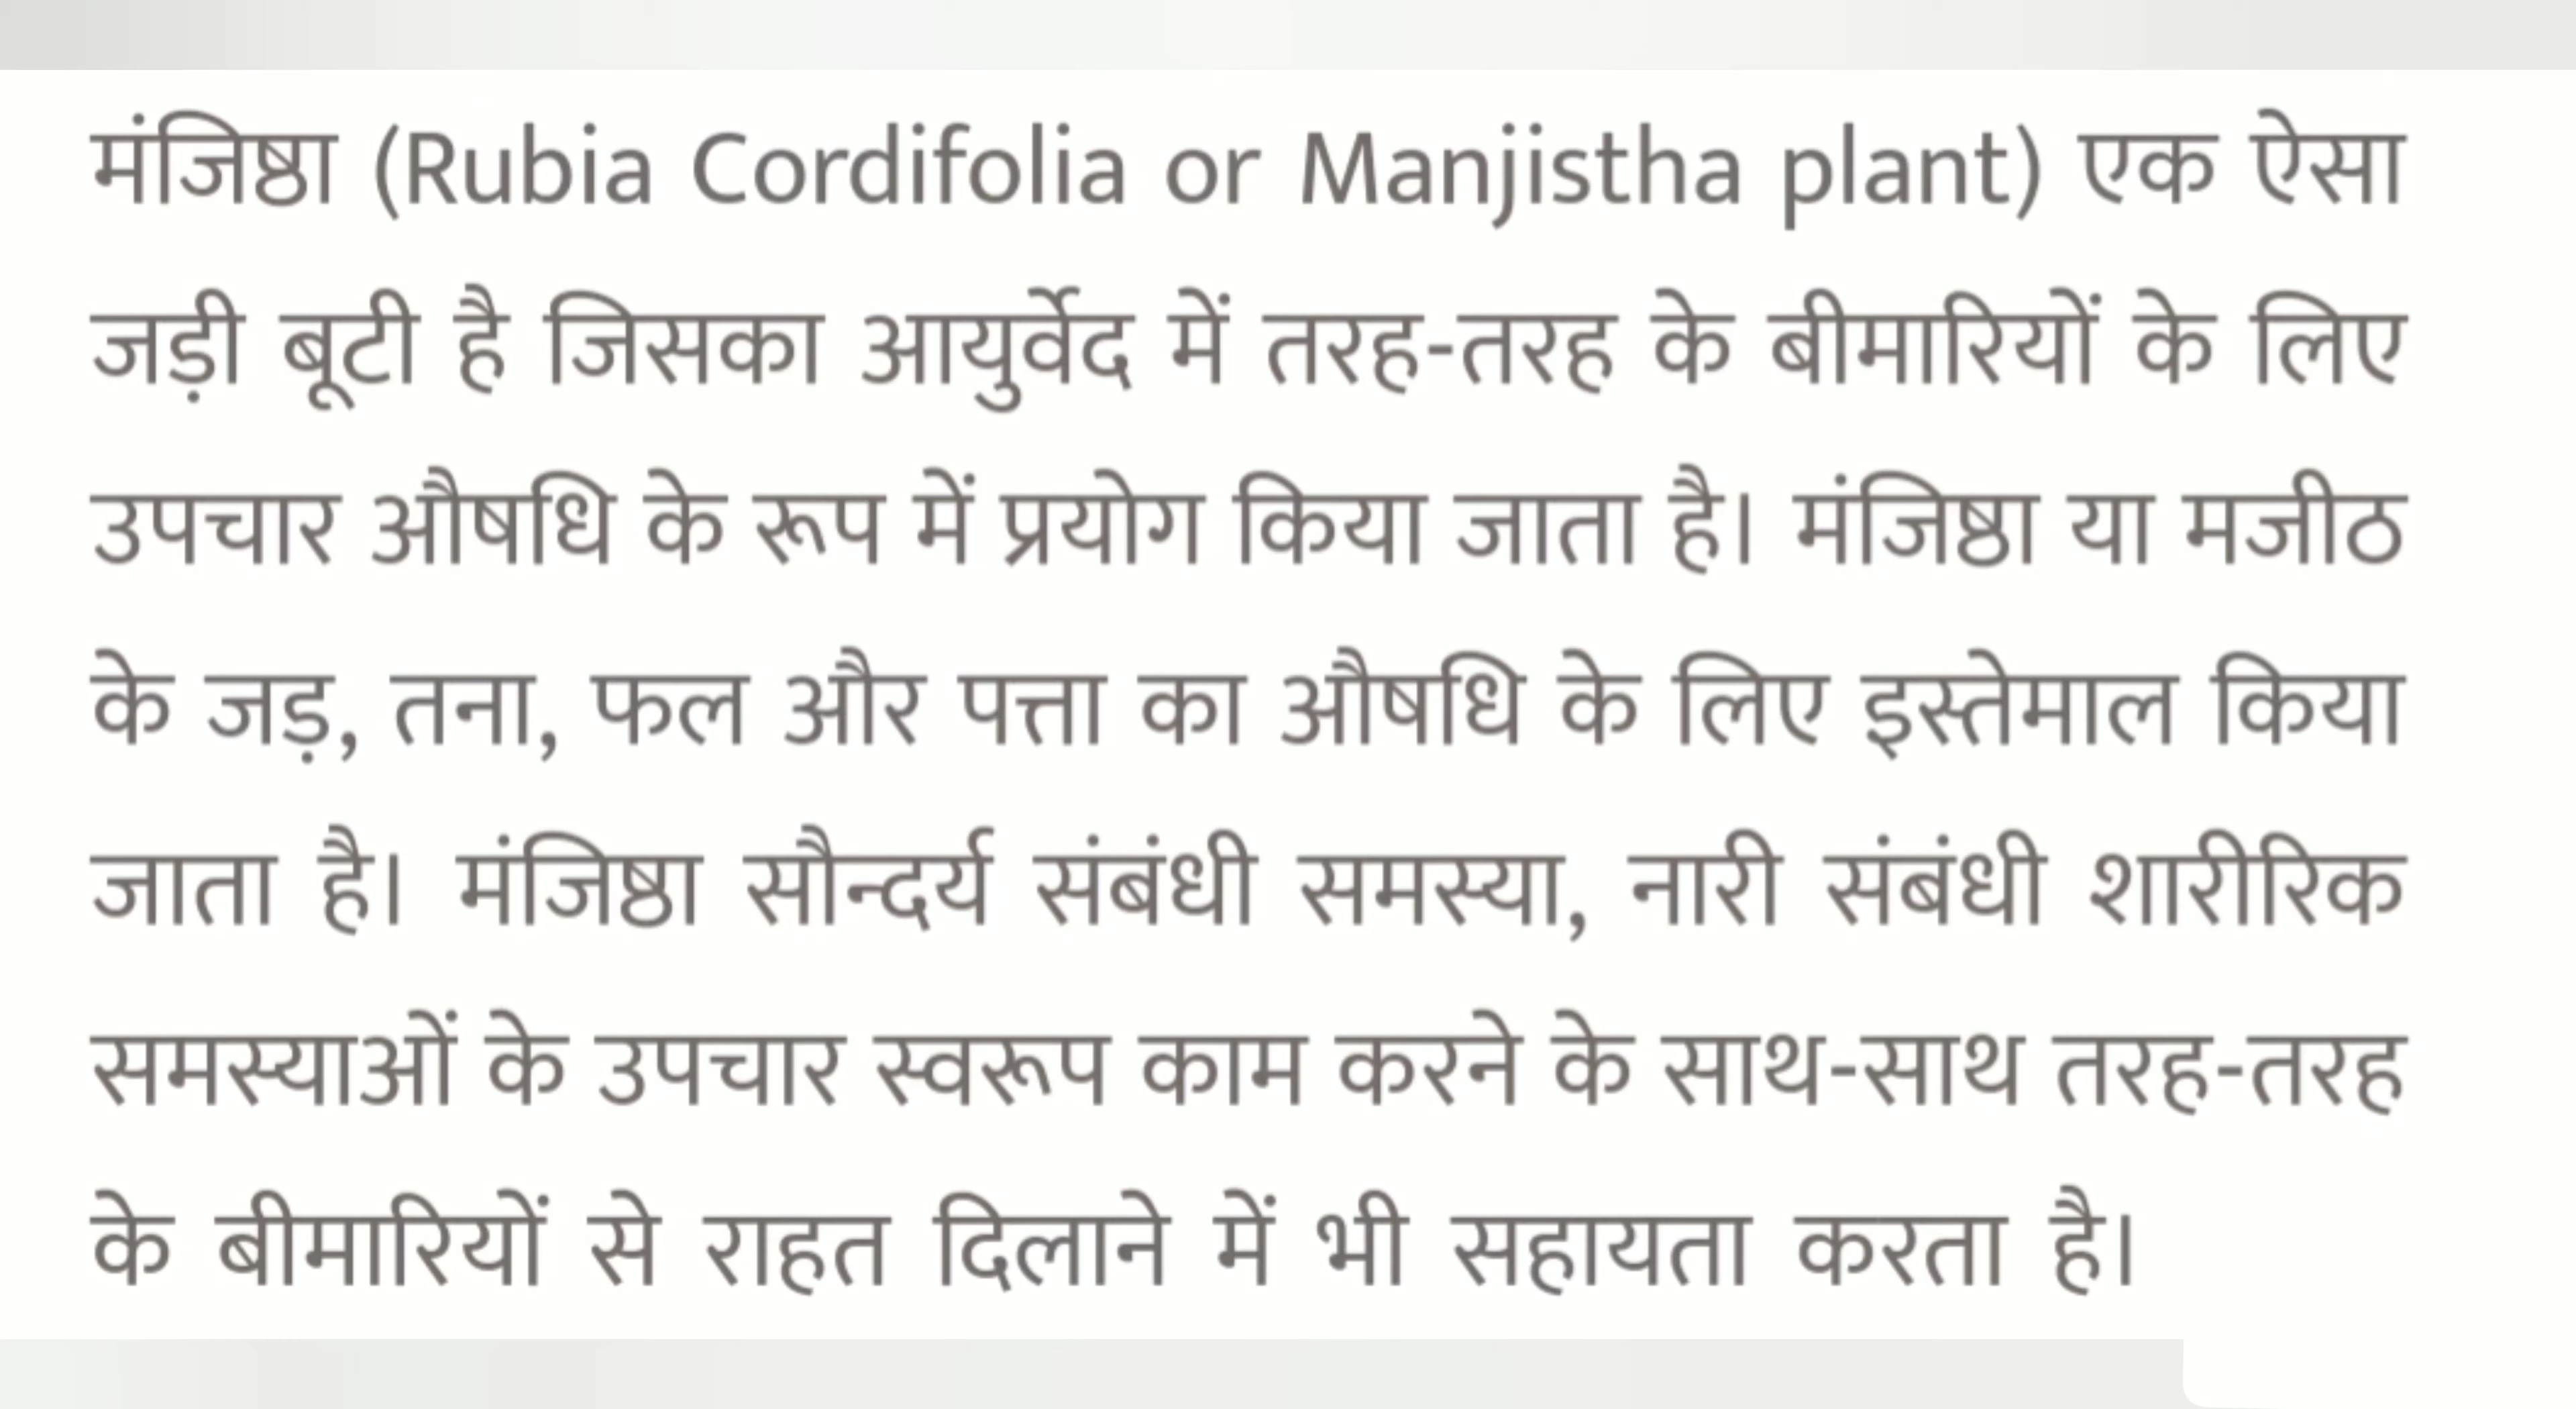 मंजिष्ठा (Rubia Cordifolia or Manjistha plant) एक ऐसा
जड़ी बूटी है जिसका आयुर्वेद में तरह-तरह के बीमारियों के लिए
उपचार औषधि के रूप में प्रयोग किया जाता है। मंजिष्ठा या मजीठ
के जड़, तना, फल और पत्ता का औषधि के लिए इस्तेमाल किया
जाता है। मंजिष्ठा सौन्दर्य संबंधी समस्या, नारी संबंधी शारीरिक
समस्याओं के उपचार स्वरूप काम करने के साथ-साथ तरह-तरह
के बीमारियों से राहत दिलाने में भी सहायता करता है।